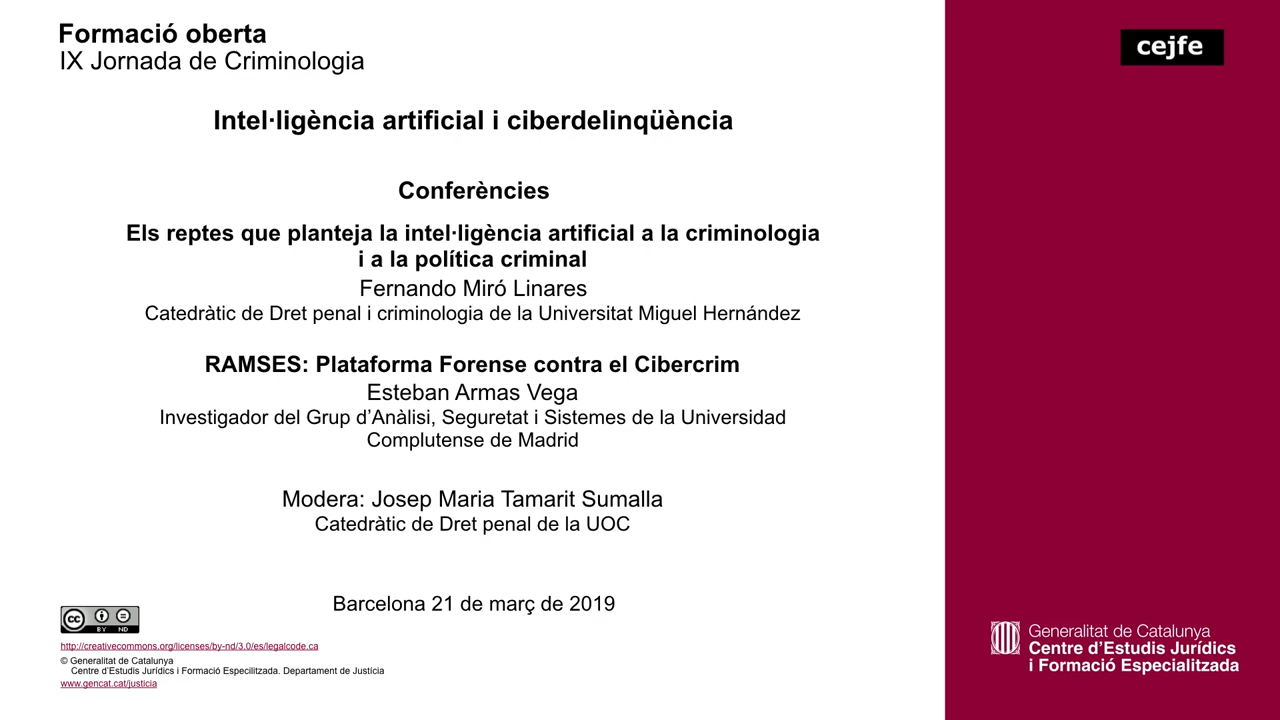 Formació oberta
IX Jornada de Criminologia
cejfe
Intel·ligència artificial i ciberdelinqüència
Conferències
Els reptes que planteja la intel·ligència artificial a la criminologia
i a la política criminal
Fernando Miró Linares
Catedràtic de Dret penal i criminologia de la Universitat Miguel Hernández
RAMSES: Plataforma Forense contra el Cibercrim
Esteban Armas Vega
Investigador del Grup d’Anàlisi, Seguretat i Sistemes de la Universidad
Complutense de Madrid
Modera: Josep Maria Tamarit Sumalla
Catedràtic de Dret penal de la UOC
Barcelona 21 de març de 2019
cc BY ND
http://creativecommons.org/licenses/by-nd/3.0/es/legalcode.ca
© Generalitat de Catalunya
Centre d’Estudis Jurídics i Formació Especilitzada. Departament de Justícia
www.gencat.cat/justicia
Generalitat de Catalunya
Centre d’Estudis Jurídics
i Formació Especialitzada